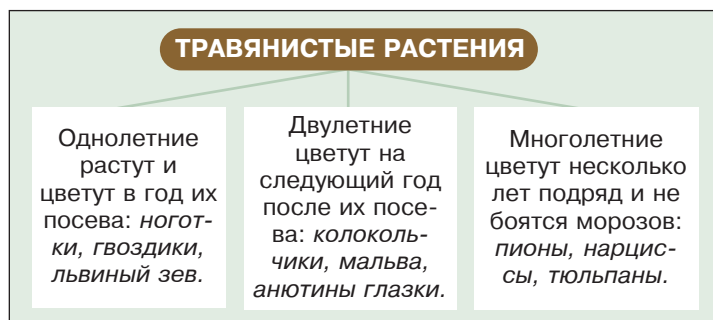 ТРАВЯНИСТЫЕ РАСТЕНИЯ
Однолетние
растут и
цветут в год их
посева: ногот-
ки, гвоздики,
львиный зев.
Двулетние
цветут на
следующий год
после их посе-
ва: колоколь-
чики, мальва,
анютины глазки.
Многолетние
цветут несколько
лет подряд и не
боятся морозов:
пионы, нарцис-
сы, тюльпаны.